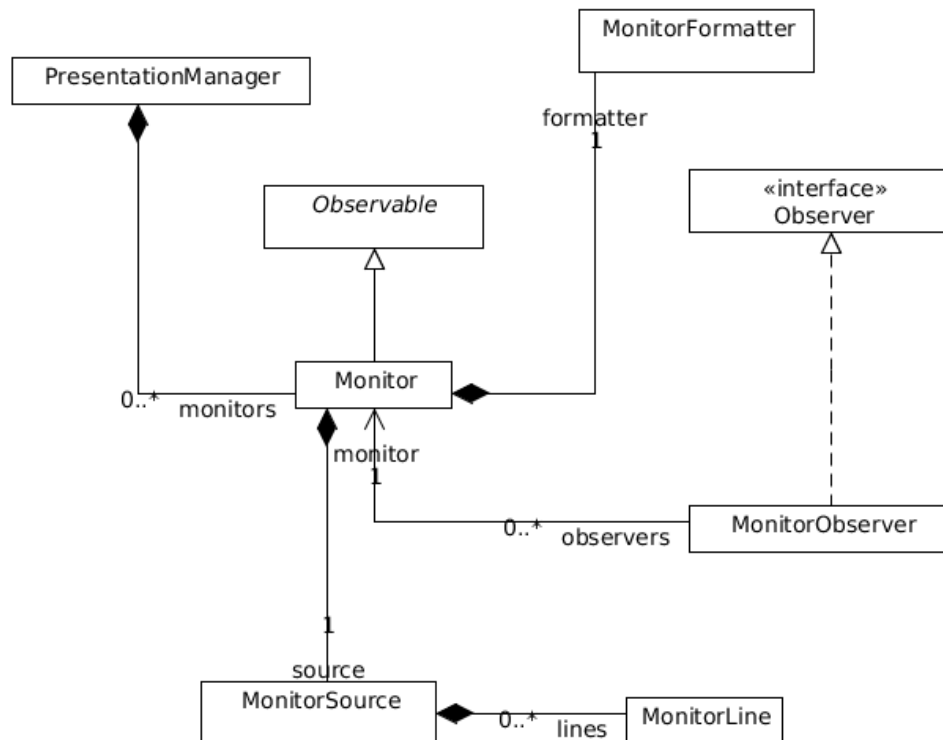 MonitorFormatter
PresentationManager
formatter
1
«interface»
Observer
Observable
Monitor
0..* monitors
monitor
1
0..* observers
MonitorObserver
1
source
MonitorSource
0..* lines
MonitorLine